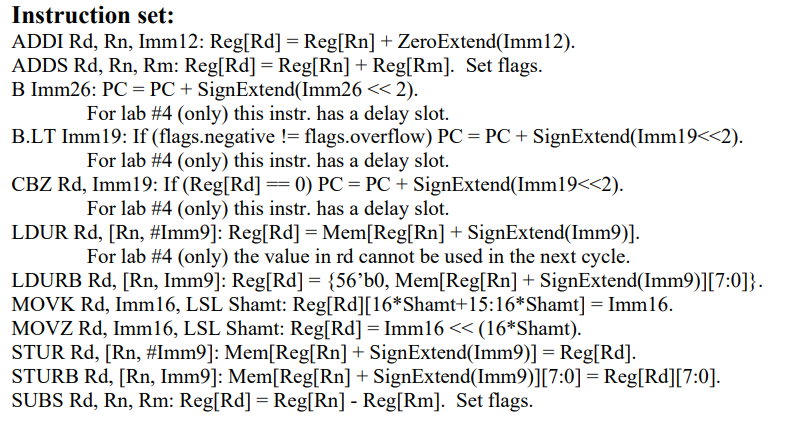 Instruction set:
ADDI Rd, Rn, Imm12: Reg[Rd] = Reg[Rn] + ZeroExtend(Imm12).
ADDS Rd, Rn, Rm: Reg[Rd] = Reg[Rn] + Reg[Rm].  Set flags.
B Imm26: PC = PC + SignExtend(Imm26 << 2).
For lab #4 (only) this instr. has a delay slot.
B.LT Imm19: If (flags.negative != flags.overflow) PC = PC + SignExtend(Imm19<<2).
For lab #4 (only) this instr. has a delay slot.
CBZ Rd, Imm19: If (Reg[Rd] == 0) PC = PC + SignExtend(Imm19<<2).
For lab #4 (only) this instr. has a delay slot.
LDUR Rd, [Rn, #Imm9]: Reg[Rd] = Mem[Reg[Rn] + SignExtend(Imm9)].
For lab #4 (only) the value in rd cannot be used in the next cycle.
LDURB Rd, [Rn, Imm9]: Reg[Rd] = {56’b0, Mem[Reg[Rn] + SignExtend(Imm9)][7:0]}.
MOVK Rd, Imm16, LSL Shamt: Reg[Rd][16*Shamt+15:16*Shamt] = Imm16.
MOVZ Rd, Imm16, LSL Shamt: Reg[Rd] = Imm16 << (16*Shamt).
STUR Rd, [Rn, #Imm9]: Mem[Reg[Rn] + SignExtend(Imm9)] = Reg[Rd].
STURB Rd, [Rn, Imm9]: Mem[Reg[Rn] + SignExtend(Imm9)][7:0] = Reg[Rd][7:0].
SUBS Rd, Rn, Rm: Reg[Rd] = Reg[Rn] - Reg[Rm].  Set flags.